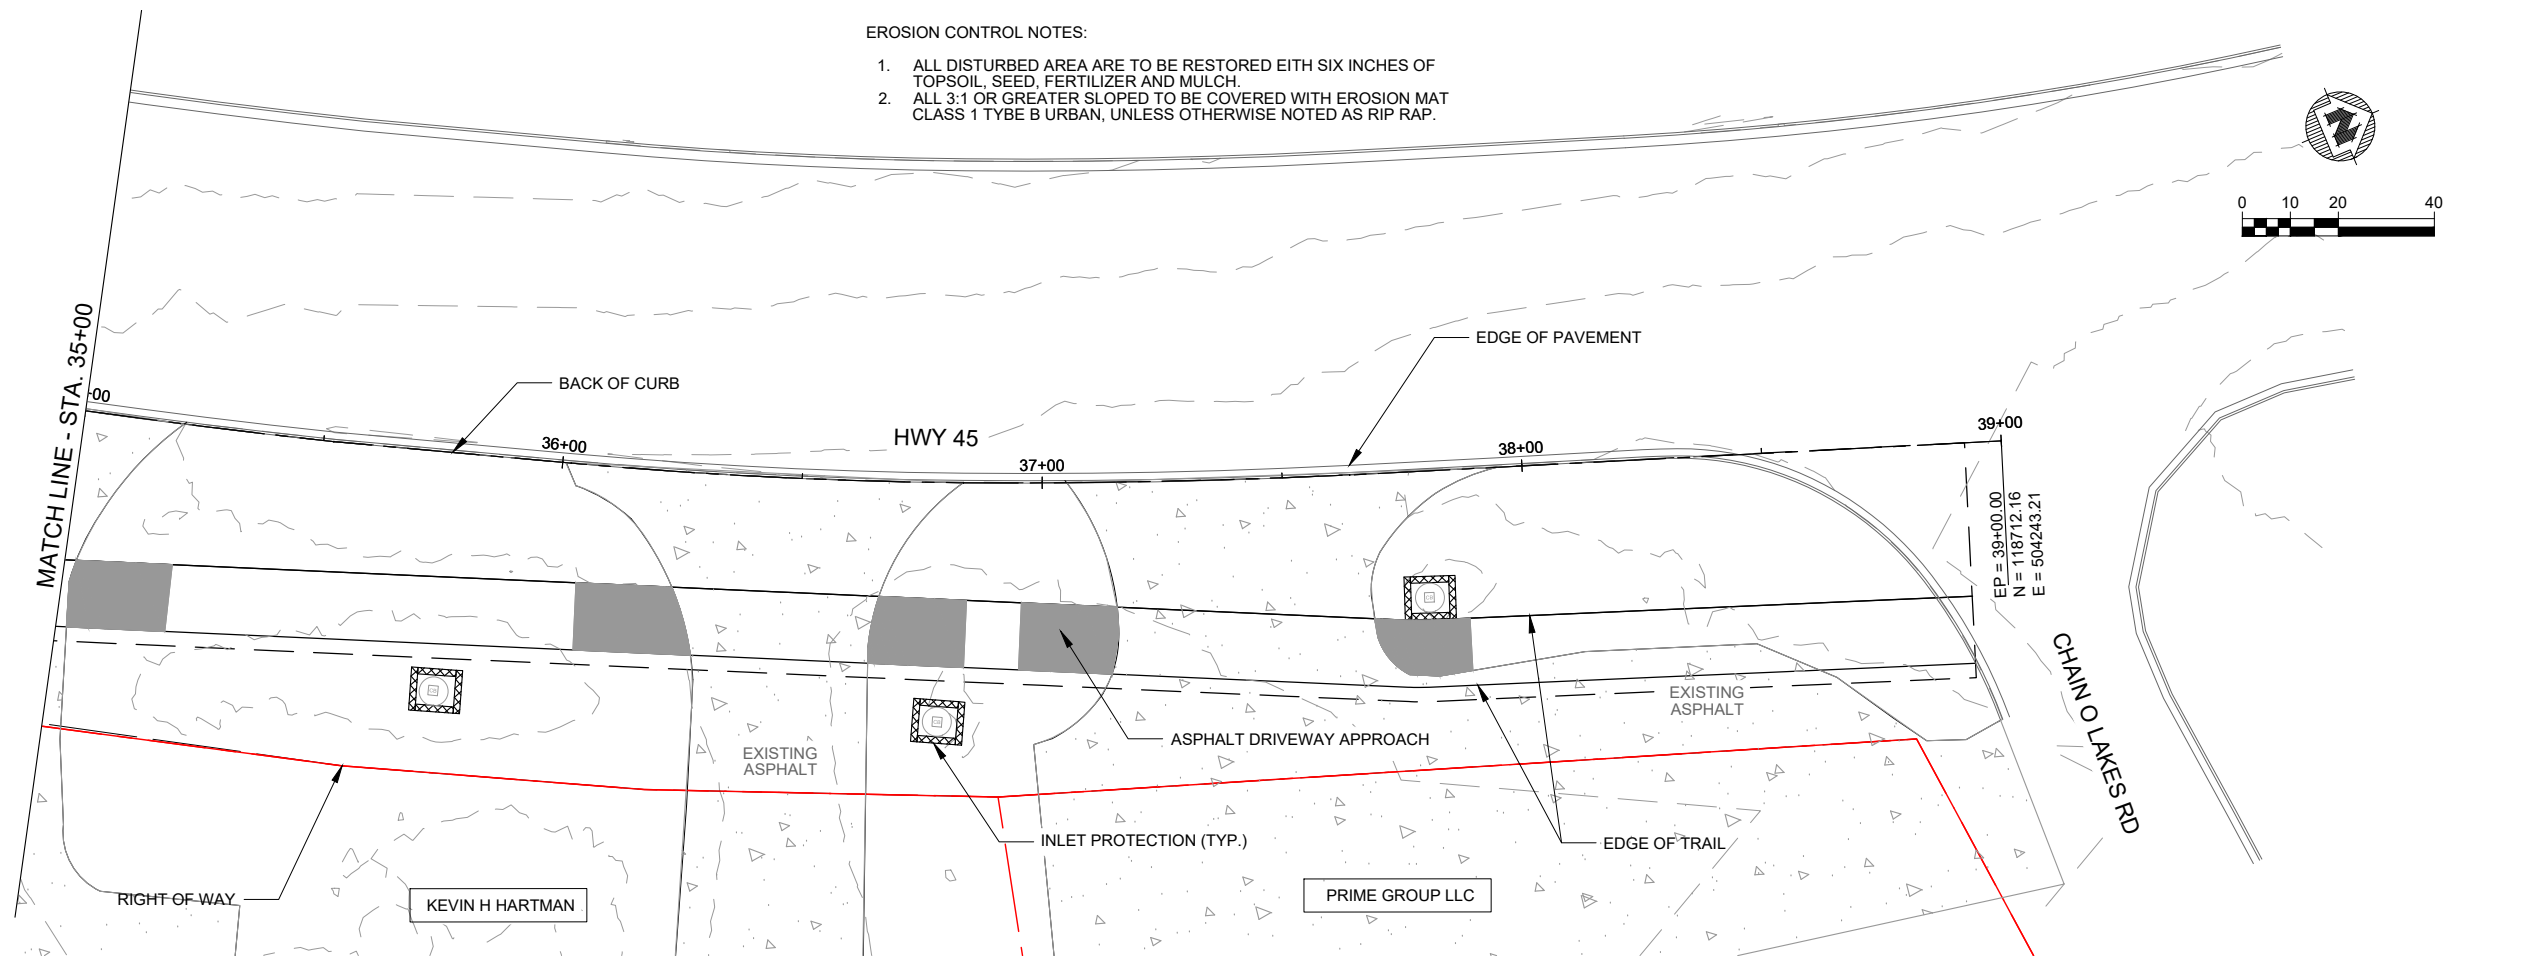 EROSION CONTROL NOTES:
1. ALL DISTURBED AREA ARE TO BE RESTORED EITH SIX INCHES OF
TOPSOIL, SEED, FERTILIZER AND MULCH.
2. ALL 3:1 OR GREATER SLOPED TO BE COVERED WITH EROSION MAT
CLASS 1 TYBE B URBAN, UNLESS OTHERWISE NOTED AS RIP RAP.
N
0 10 20 40
MATCH LINE - STA. 35+00
-00
BACK OF CURB
EDGE OF PAVEMENT
HWY 45
36+00
37+00
38+00
39+00
EP = 39+00.00
N = 118712.16
E = 504243.21
CHAIN O LAKES RD
CB
CB
CB
EXISTING
ASPHALT
EXISTING
ASPHALT
ASPHALT DRIVEWAY APPROACH
INLET PROTECTION (TYP.)
EDGE OF TRAIL
RIGHT OF WAY
KEVIN H HARTMAN
PRIME GROUP LLC